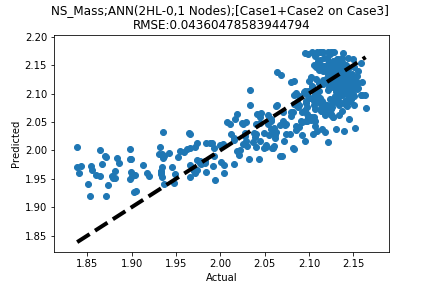 NS_Mass;ANN(2HL-0,1 Nodes);[Case1+Case2 on Case3]
RMSE:0.04360478583944794
2.20
2.15
2.10
2.05
2.00
1.95
1.90
1.85
Predicted
1.85 1.90 1.95 2.00 2.05 2.10 2.15
Actual